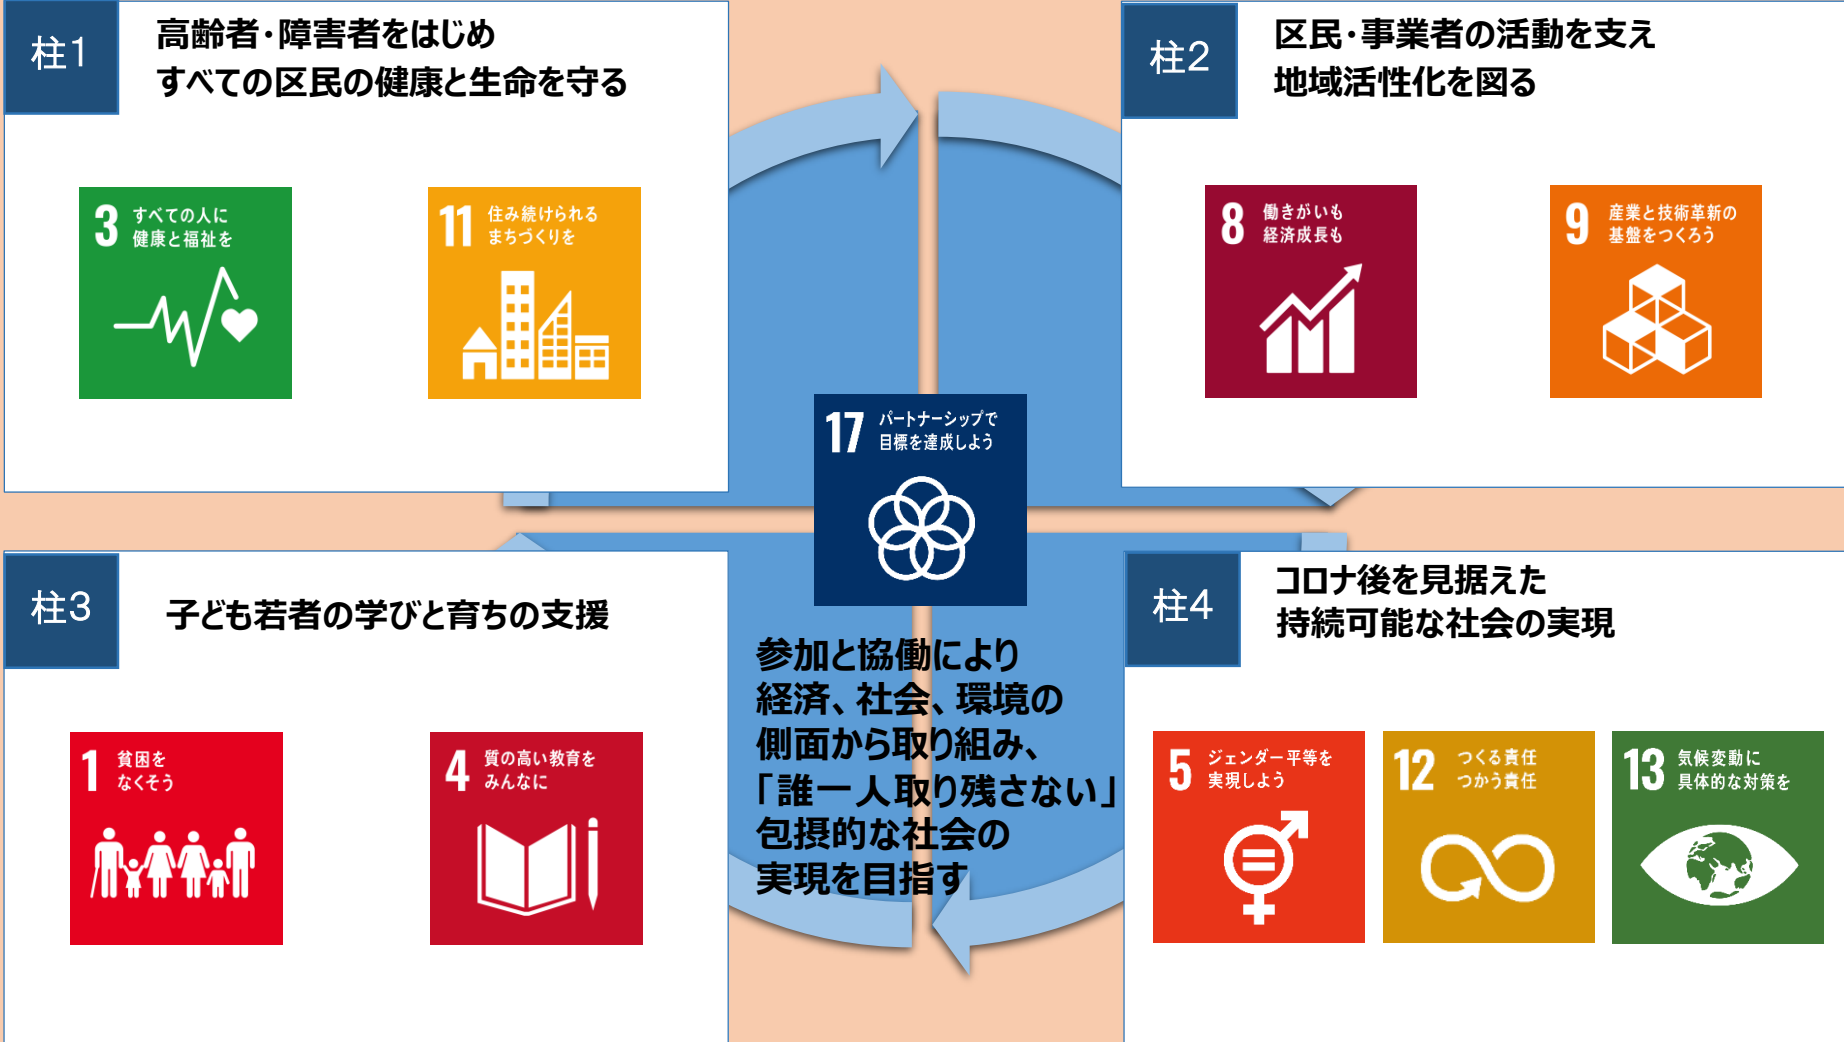 柱1
高齢者・障害者をはじめ
すべての区民の健康と生命を守る
3 すべての人に
健康と福祉を
11 住み続けられる
まちづくりを
柱2
区民・事業者の活動を支え
地域活性化を図る
8 働きがいも
経済成長も
9 産業と技術革新の
基盤をつくろう
17 パートナーシップで
目標を達成しよう
参加と協働により
経済、社会、環境の
側面から取り組み、
「誰一人取り残さない」
包摂的な社会の
実現を目指す
柱3
子ども若者の学びと育ちの支援
1 貧困を
なくそう
4 質の高い教育を
みんなに
柱4
コロナ後を見据えた
持続可能な社会の実現
5 ジェンダー平等を
実現しよう
12 つくる責任
つかう責任
13 気候変動に
具体的な対策を